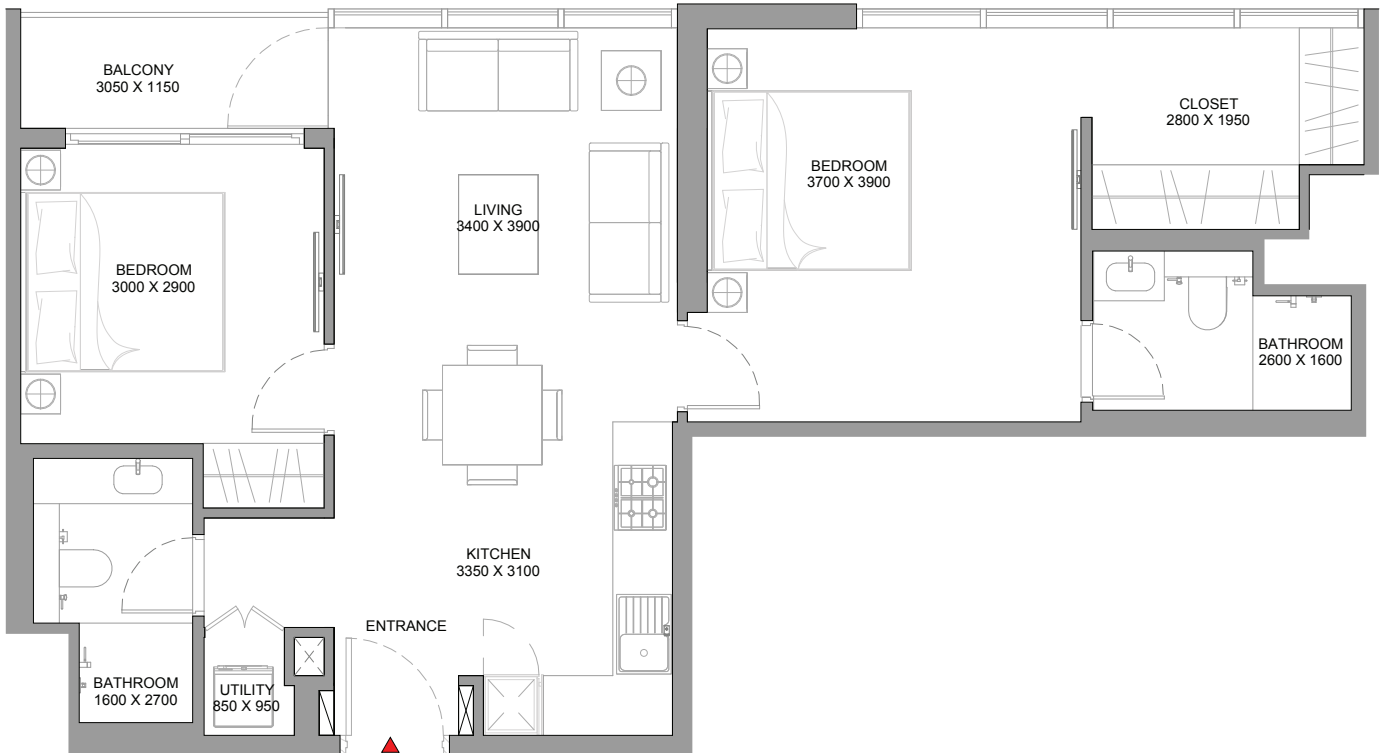 BALCONY
3050 X 1150
CLOSET
2800 X 1950
BEDROOM
3700 X 3900
LIVING
3400 X 3900
BEDROOM
3000 X 2900
BATHROOM
2600 X 1600
KITCHEN
3350 X 3100
ENTRANCE
BATHROOM
1600 X 2700
UTILITY
850 X 950